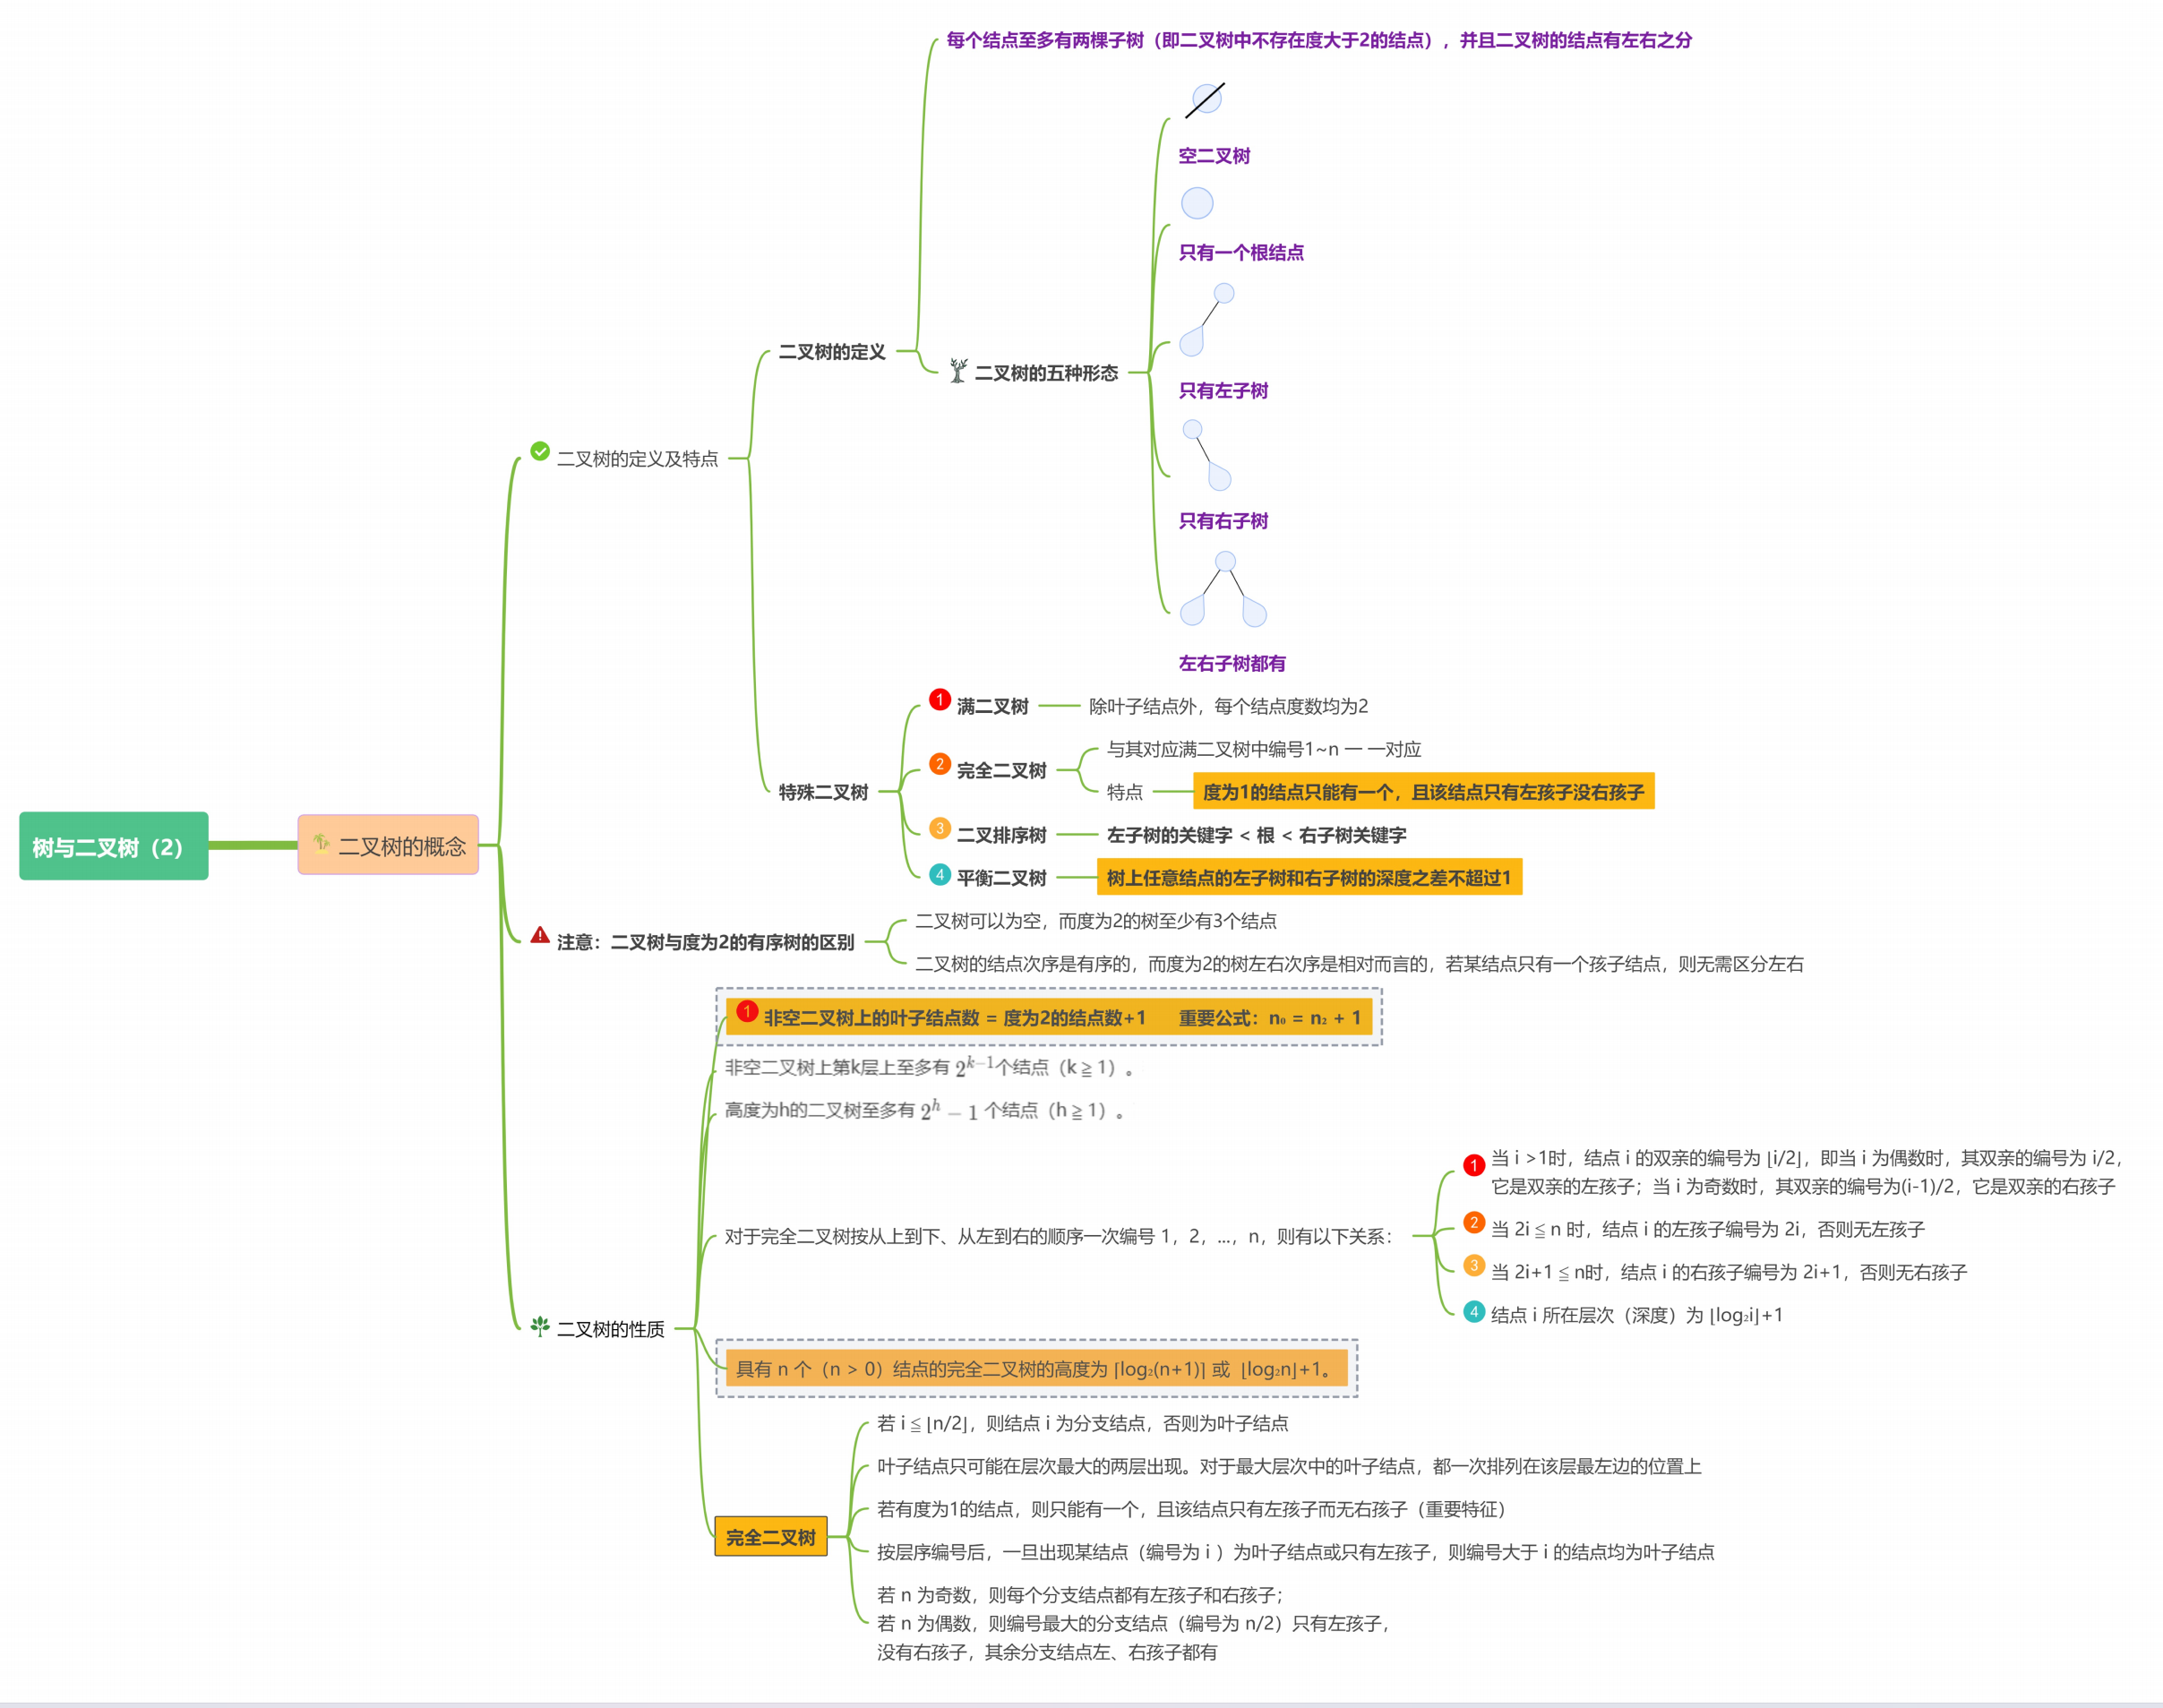 每个结点至多有两棵子树（即二叉树中不存在度大于2的结点），并且二叉树的结点有左右之分
空二叉树
只有一个根结点
二叉树的定义
二叉树的五种形态
只有左子树
二叉树的定义及特点
只有右子树
左右子树都有
1 满二叉树
除叶子结点外，每个结点度数均为2
2 完全二叉树
与其对应满二叉树中编号1~n 一 一对应
特点
度为1的结点只能有一个，且该结点只有左孩子没右孩子
特殊二叉树
3 二叉排序树
左子树的关键字 < 根 < 右子树关键字
4 平衡二叉树
树上任意结点的左子树和右子树的深度之差不超过1
树与二叉树（2）
二叉树的概念
注意：二叉树与度为2的有序树的区别
二叉树可以为空，而度为2的树至少有3个结点
二叉树的结点次序是有序的，而度为2的树左右次序是相对而言的，若某结点只有一个孩子结点，则无需区分左右
1 非空二叉树上的叶子结点数 = 度为2的结点数+1 重要公式：n₀ = n₂ + 1
非空二叉树上第k层上至多有 2^{k-1}个结点（k ≧ 1）。
高度为h的二叉树至多有 2^h − 1 个结点（h ≧ 1）。
对于完全二叉树按从上到下、从左到右的顺序一次编号 1，2，...，n，则有以下关系：
1 当 i >1时，结点 i 的双亲的编号为 ⌊i/2⌋，即当 i 为偶数时，其双亲的编号为 i/2，
它是双亲的左孩子；当 i 为奇数时，其双亲的编号为(i-1)/2，它是双亲的右孩子
2 当 2i ≦ n 时，结点 i 的左孩子编号为 2i，否则无左孩子
3 当 2i+1 ≦ n时，结点 i 的右孩子编号为 2i+1，否则无右孩子
4 结点 i 所在层次（深度）为 ⌊log₂i⌋+1
二叉树的性质
具有 n 个（n > 0）结点的完全二叉树的高度为 ⌈log₂(n+1)⌉ 或 ⌊log₂n⌋+1。
完全二叉树
若 i ≦ ⌊n/2⌋，则结点 i 为分支结点，否则为叶子结点
叶子结点只可能在层次最大的两层出现。对于最大层次中的叶子结点，都一次排列在该层最左边的位置上
若有度为1的结点，则只能有一个，且该结点只有左孩子而无右孩子（重要特征）
按层序编号后，一旦出现某结点（编号为 i ）为叶子结点或只有左孩子，则编号大于 i 的结点均为叶子结点
若 n 为奇数，则每个分支结点都有左孩子和右孩子；
若 n 为偶数，则编号最大的分支结点（编号为 n/2）只有左孩子，
没有右孩子，其余分支结点左、右孩子都有